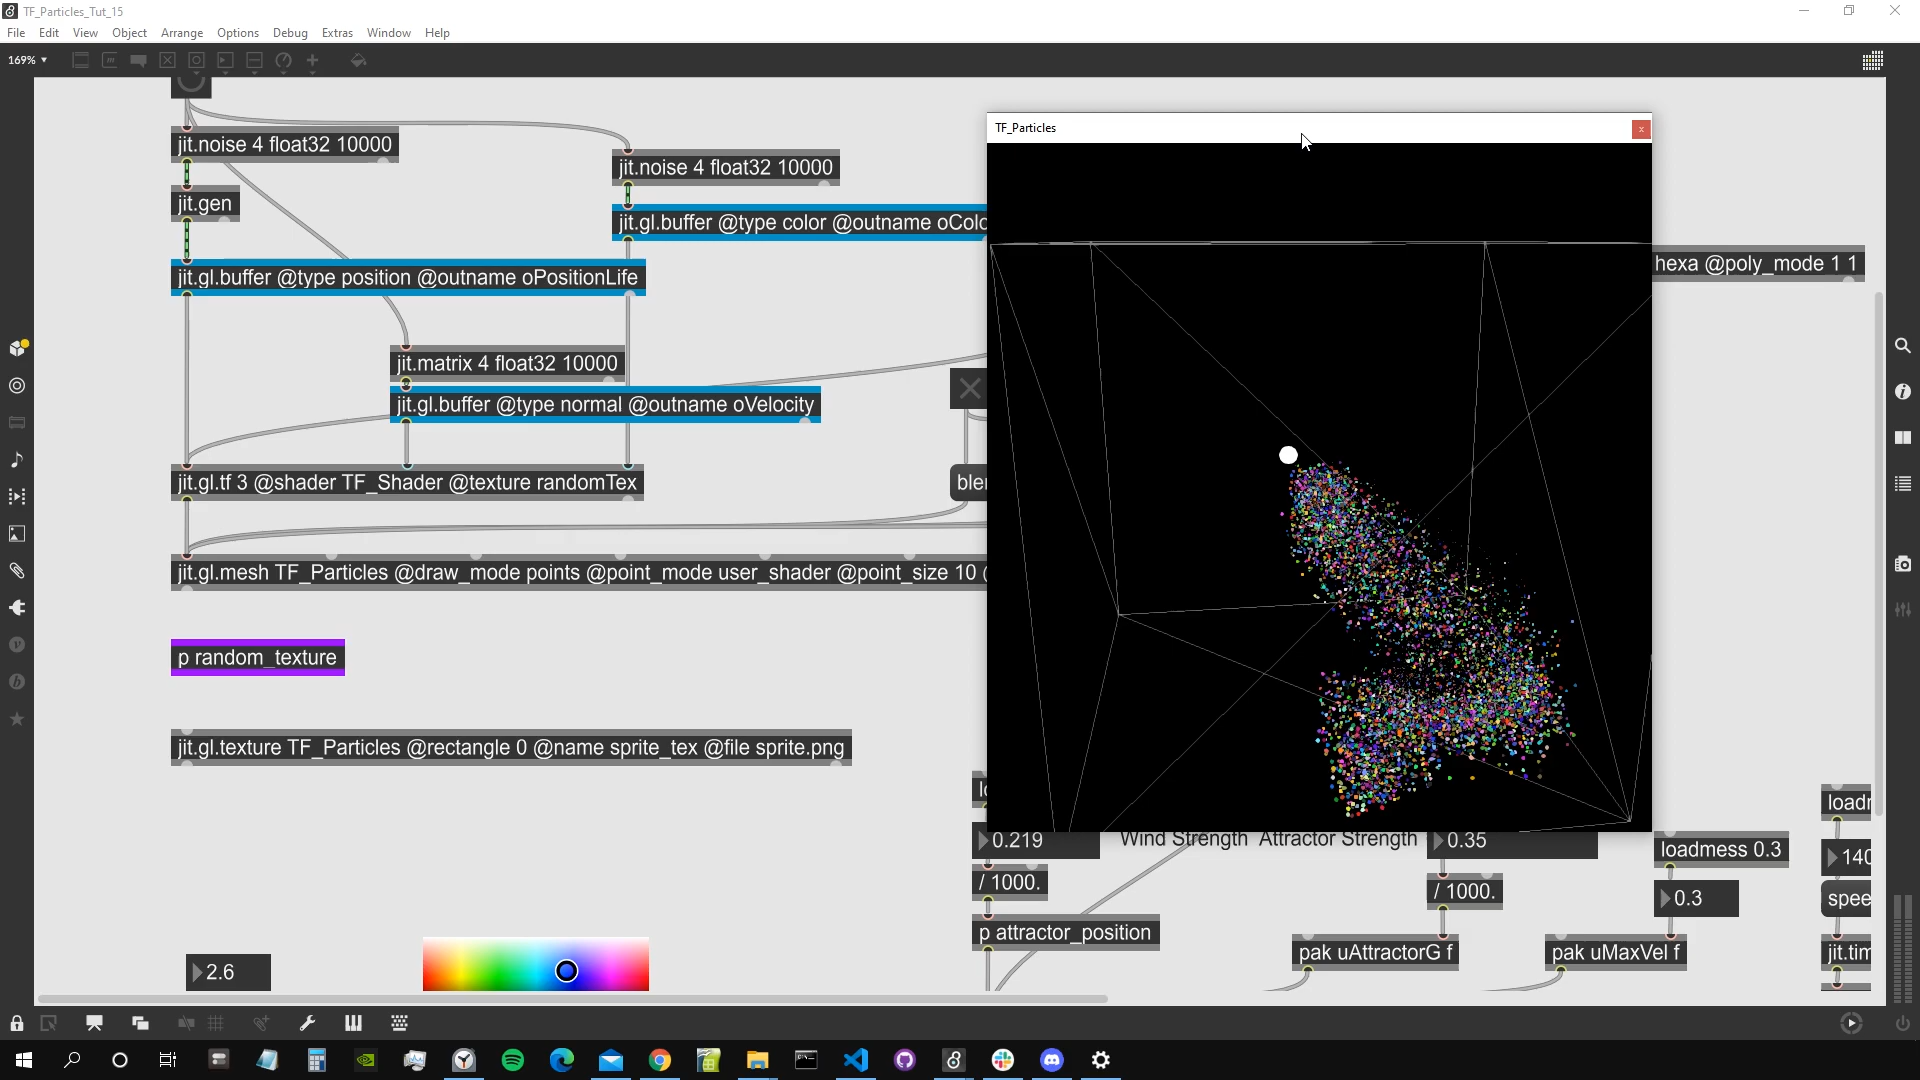 TF_Particles_Tut_15
File Edit View Object Arrange Options Debug Extras Window Help
169%
jit.noise 4 float32 10000
jit.noise 4 float32 10000
jit.gen
jit.gl.buffer @type color @outname oColo
jit.gl.buffer @type position @outname oPositionLife
jit.matrix 4 float32 10000
jit.gl.buffer @type normal @outname oVelocity
jit.gl.tf 3 @shader TF_Shader @texture randomTex
blen
jit.gl.mesh TF_Particles @draw_mode points @point_mode user_shader @point_size 10 (
p random_texture
jit.gl.texture TF_Particles @rectangle 0 @name sprite_tex @file sprite.png
TF_Particles
hexa @poly_mode 1 1
0.219
Wind Strength Attractor Strength
0.35
/ 1000.
/ 1000.
p attractor_position
pak uAttractorG f
loadmess 0.3
0.3
pak uMaxVel f
loadr
140
spee
jit.tim
2.6